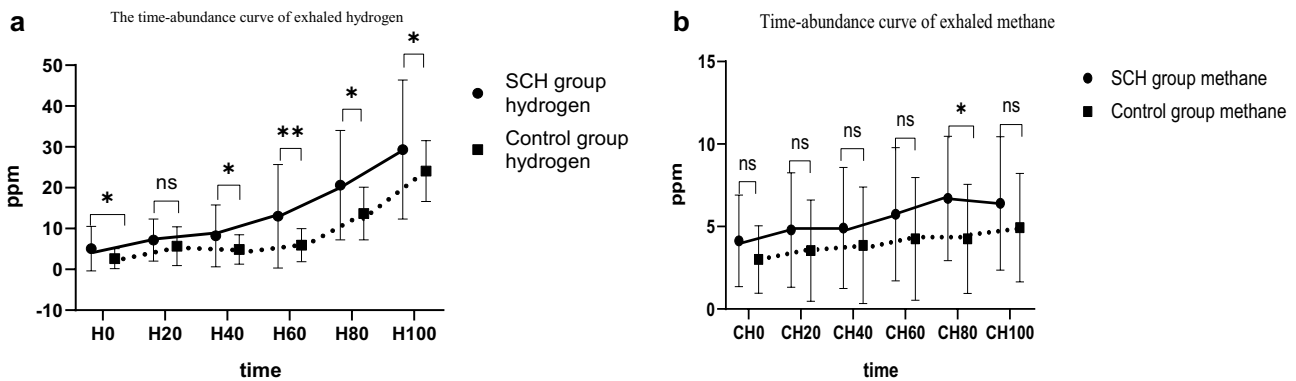 a
The time-abundance curve of exhaled hydrogen
50
40
30
20
10
0
-10
ppm
*
ns
*
**
*
*
H0 H20 H40 H60 H80 H100
time
SCH group
hydrogen
Control group
hydrogen
b
Time-abundance curve of exhaled methane
15
10
5
0
ppm
ns
ns
ns
ns
*
ns
CH0 CH20 CH40 CH60 CH80 CH100
time
SCH group methane
Control group methane